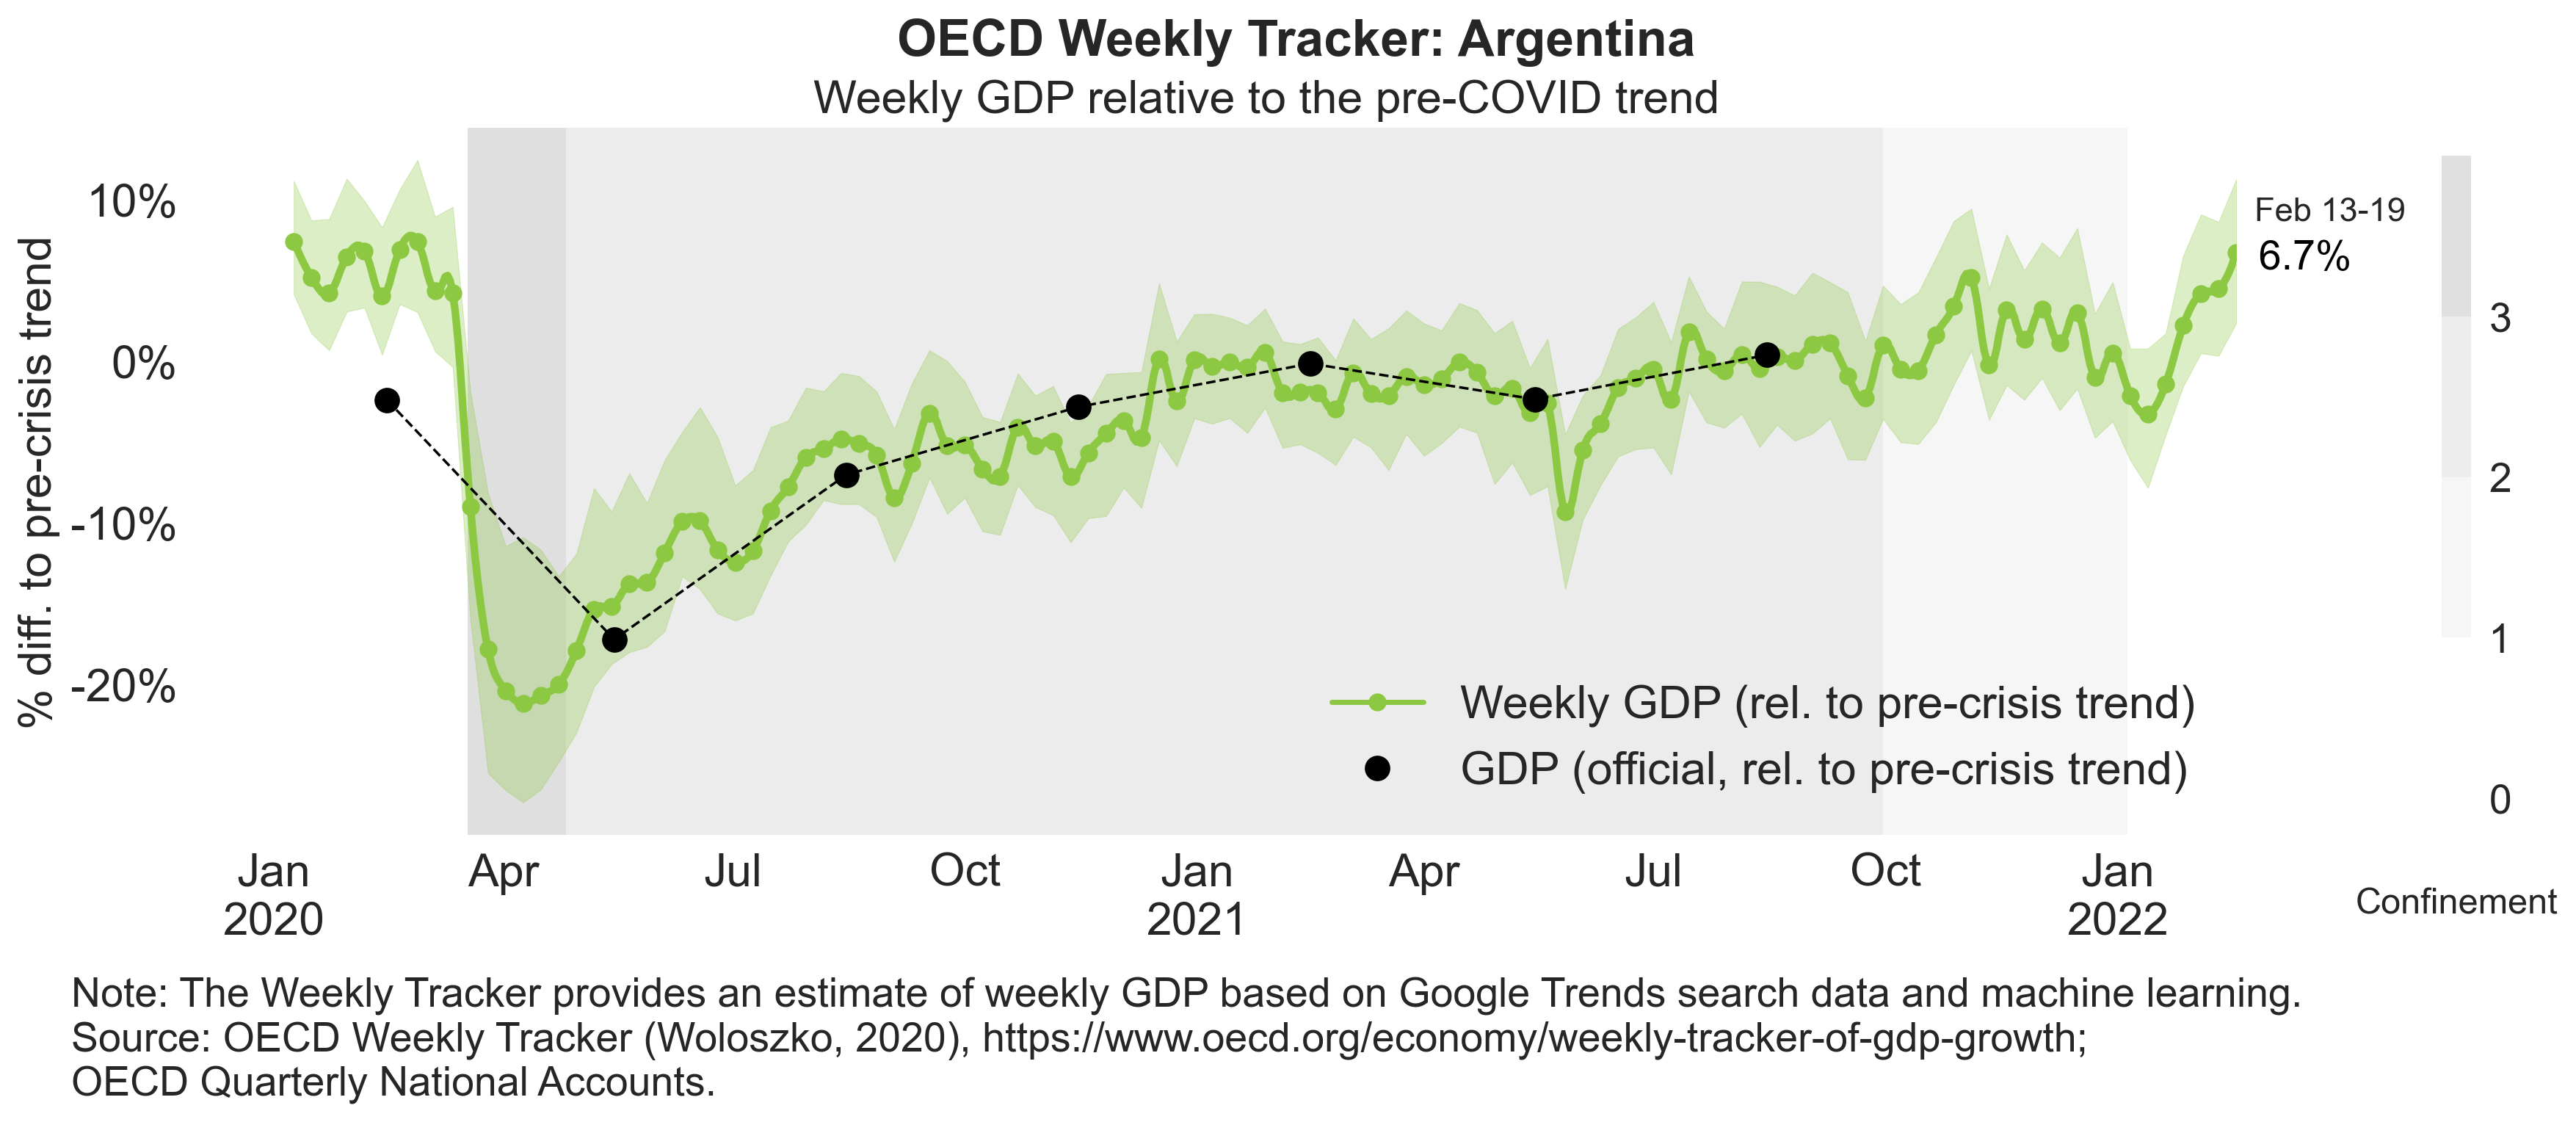 OECD Weekly Tracker: Argentina
Weekly GDP relative to the pre-COVID trend
% diff. to pre-crisis trend
10%
0%
-10%
-20%
Feb 13-19
6.7%
3
2
1
0
Confinement
Weekly GDP (rel. to pre-crisis trend)
GDP (official, rel. to pre-crisis trend)
Jan Apr Jul Oct Jan Apr Jul Oct Jan
2020 2021 2022
Note: The Weekly Tracker provides an estimate of weekly GDP based on Google Trends search data and machine learning.
Source: OECD Weekly Tracker (Woloszko, 2020), https://www.oecd.org/economy/weekly-tracker-of-gdp-growth;
OECD Quarterly National Accounts.